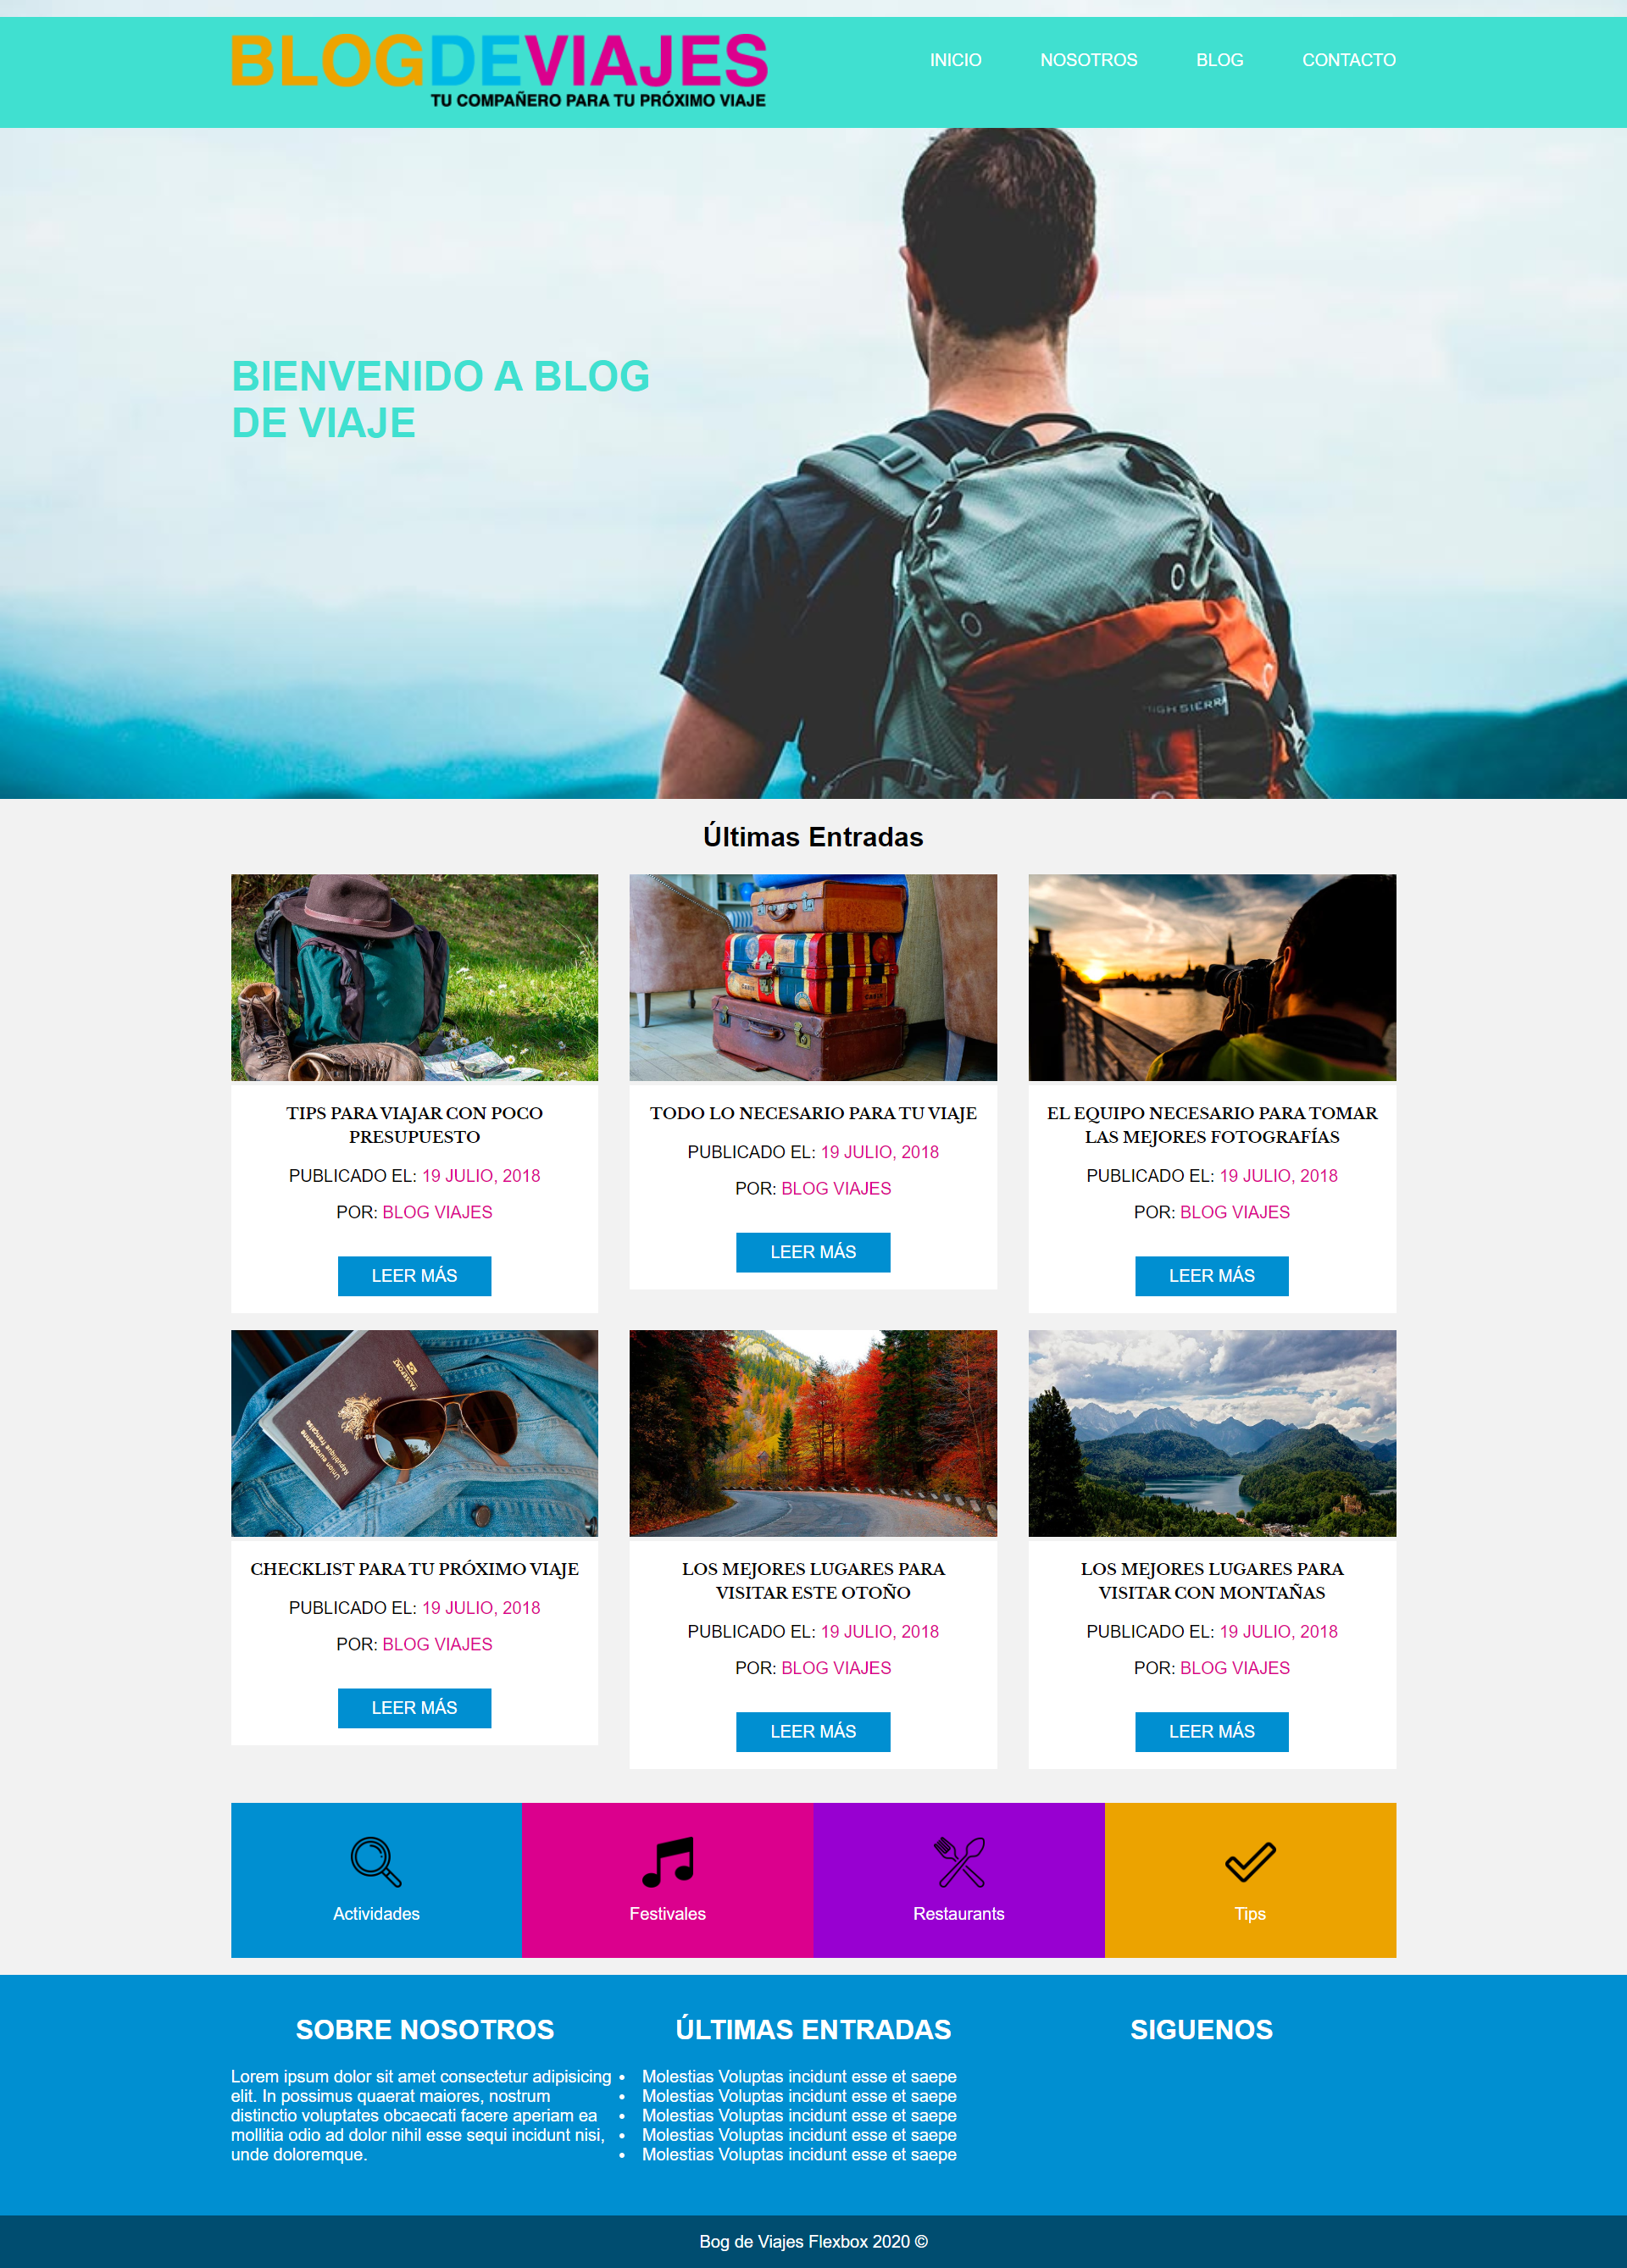 BLOGDEVIAJES
TU COMPAÑERO PARA TU PRÓXIMO VIAJE
INICIO NOSOTROS BLOG CONTACTO
BIENVENIDO A BLOG
DE VIAJE
HIGH SIERRA
Últimas Entradas
TIPS PARA VIAJAR CON POCO
PRESUPUESTO
PUBLICADO EL: 19 JULIO, 2018
POR: BLOG VIAJES
LEER MÁS
TODO LO NECESARIO PARA TU VIAJE
PUBLICADO EL: 19 JULIO, 2018
POR: BLOG VIAJES
LEER MÁS
EL EQUIPO NECESARIO PARA TOMAR
LAS MEJORES FOTOGRAFÍAS
PUBLICADO EL: 19 JULIO, 2018
POR: BLOG VIAJES
LEER MÁS
Union européenne
République française
PASSEPORT
CHECKLIST PARA TU PRÓXIMO VIAJE
PUBLICADO EL: 19 JULIO, 2018
POR: BLOG VIAJES
LEER MÁS
LOS MEJORES LUGARES PARA
VISITAR ESTE OTOÑO
PUBLICADO EL: 19 JULIO, 2018
POR: BLOG VIAJES
LEER MÁS
LOS MEJORES LUGARES PARA
VISITAR CON MONTAÑAS
PUBLICADO EL: 19 JULIO, 2018
POR: BLOG VIAJES
LEER MÁS
Actividades
Festivales
Restaurants
Tips
SOBRE NOSOTROS
Lorem ipsum dolor sit amet consectetur adipisicing
elit. In possimus quaerat maiores, nostrum
distinctio voluptates obcaecati facere aperiam ea
mollitia odio ad dolor nihil esse sequi incidunt nisi,
unde doloremque.
ÚLTIMAS ENTRADAS
• Molestias Voluptas incidunt esse et saepe
• Molestias Voluptas incidunt esse et saepe
• Molestias Voluptas incidunt esse et saepe
• Molestias Voluptas incidunt esse et saepe
• Molestias Voluptas incidunt esse et saepe
SIGUENOS
Bog de Viajes Flexbox 2020 ©